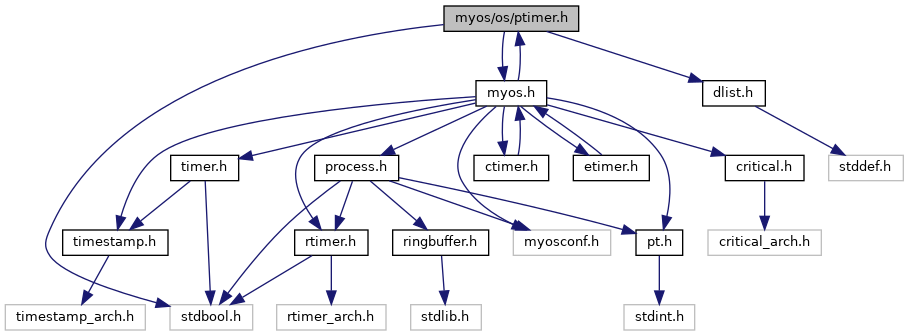 myos/os/ptimer.h
myos.h
dlist.h
timer.h
process.h
ctimer.h
etimer.h
critical.h
stddef.h
timestamp.h
rtimer.h
ringbuffer.h
myosconf.h
pt.h
critical_arch.h
timestamp_arch.h
stdbool.h
rtimer_arch.h
stdlib.h
stdint.h